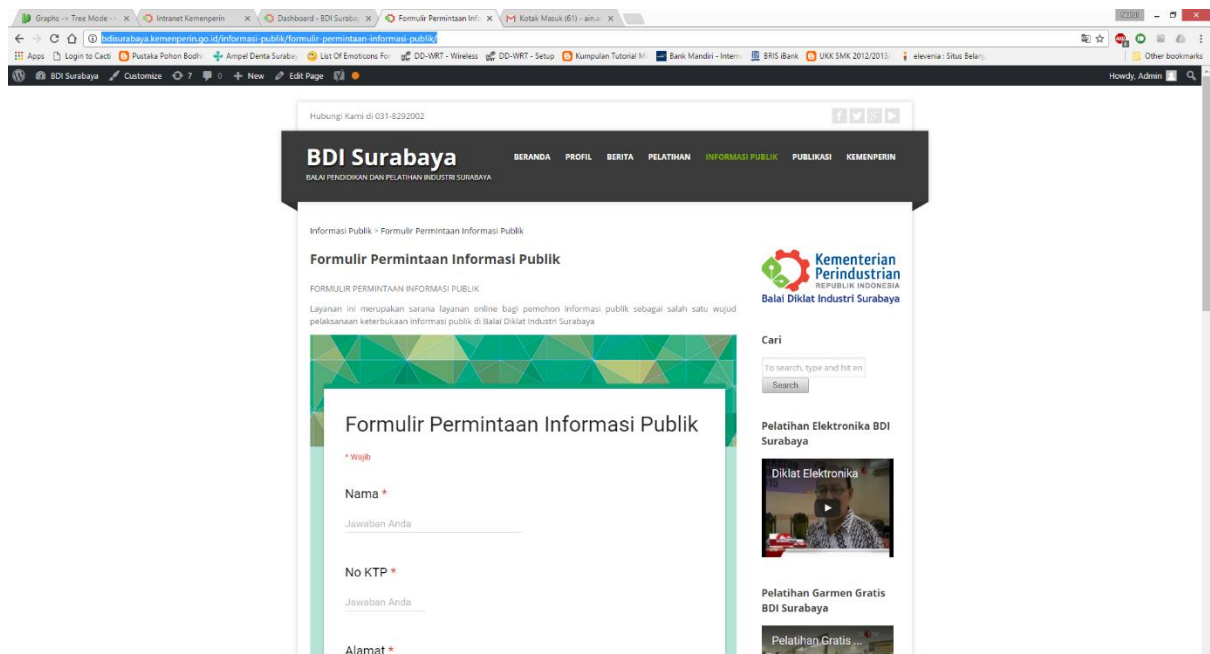 Graphs -> Tree Mode ->
Intranet Kemenperin
Dashboard ‹ BDI Surabay
Formulir Permintaan Info
Kotak Masuk (61) - ain.a
bdisurabaya.kemenperin.go.id/informasi-publik/formulir-permintaan-informasi-publik/
Apps
Login to Cacti
Pustaka Pohon Bodhi
Ampel Denta Surabay
List Of Emoticons For
DD-WRT - Wireless
DD-WRT - Setup
Kumpulan Tutorial M
Bank Mandiri - Intern
BRIS iBank
UKK SMK 2012/2013
elevenia : Situs Belanj
Other bookmarks
BDI Surabaya
Customize
7
0
New
Edit Page
Howdy, Admin
Hubungi Kami di 031-8292002
BDI Surabaya
BALAI PENDIDIKAN DAN PELATIHAN INDUSTRI SURABAYA
BERANDA PROFIL BERITA PELATIHAN INFORMASI PUBLIK PUBLIKASI KEMENPERIN
Informasi Publik > Formulir Permintaan Informasi Publik
Formulir Permintaan Informasi Publik
FORMULIR PERMINTAAN INFORMASI PUBLIK
Layanan ini merupakan sarana layanan online bagi pemohon informasi publik sebagai salah satu wujud
pelaksanaan keterbukaan informasi publik di Balai Diklat Industri Surabaya
Formulir Permintaan Informasi Publik
* Wajib
Nama *
Jawaban Anda
No KTP *
Jawaban Anda
Alamat *
Kementerian
Perindustrian
REPUBLIK INDONESIA
Balai Diklat Industri Surabaya
Cari
To search, type and hit en
Search
Pelatihan Elektronika BDI
Surabaya
Diklat Elektronika
Pelatihan Garmen Gratis
BDI Surabaya
Pelatihan Gratis ...